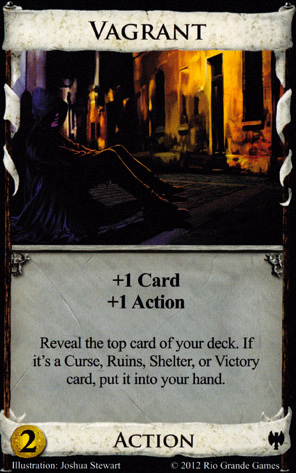 VAGRANT
+1 Card
+1 Action
Reveal the top card of your deck. If
it's a Curse, Ruins, Shelter, or Victory
card, put it into your hand.
2
ACTION
Illustration: Joshua Stewart © 2012 Rio Grande Games